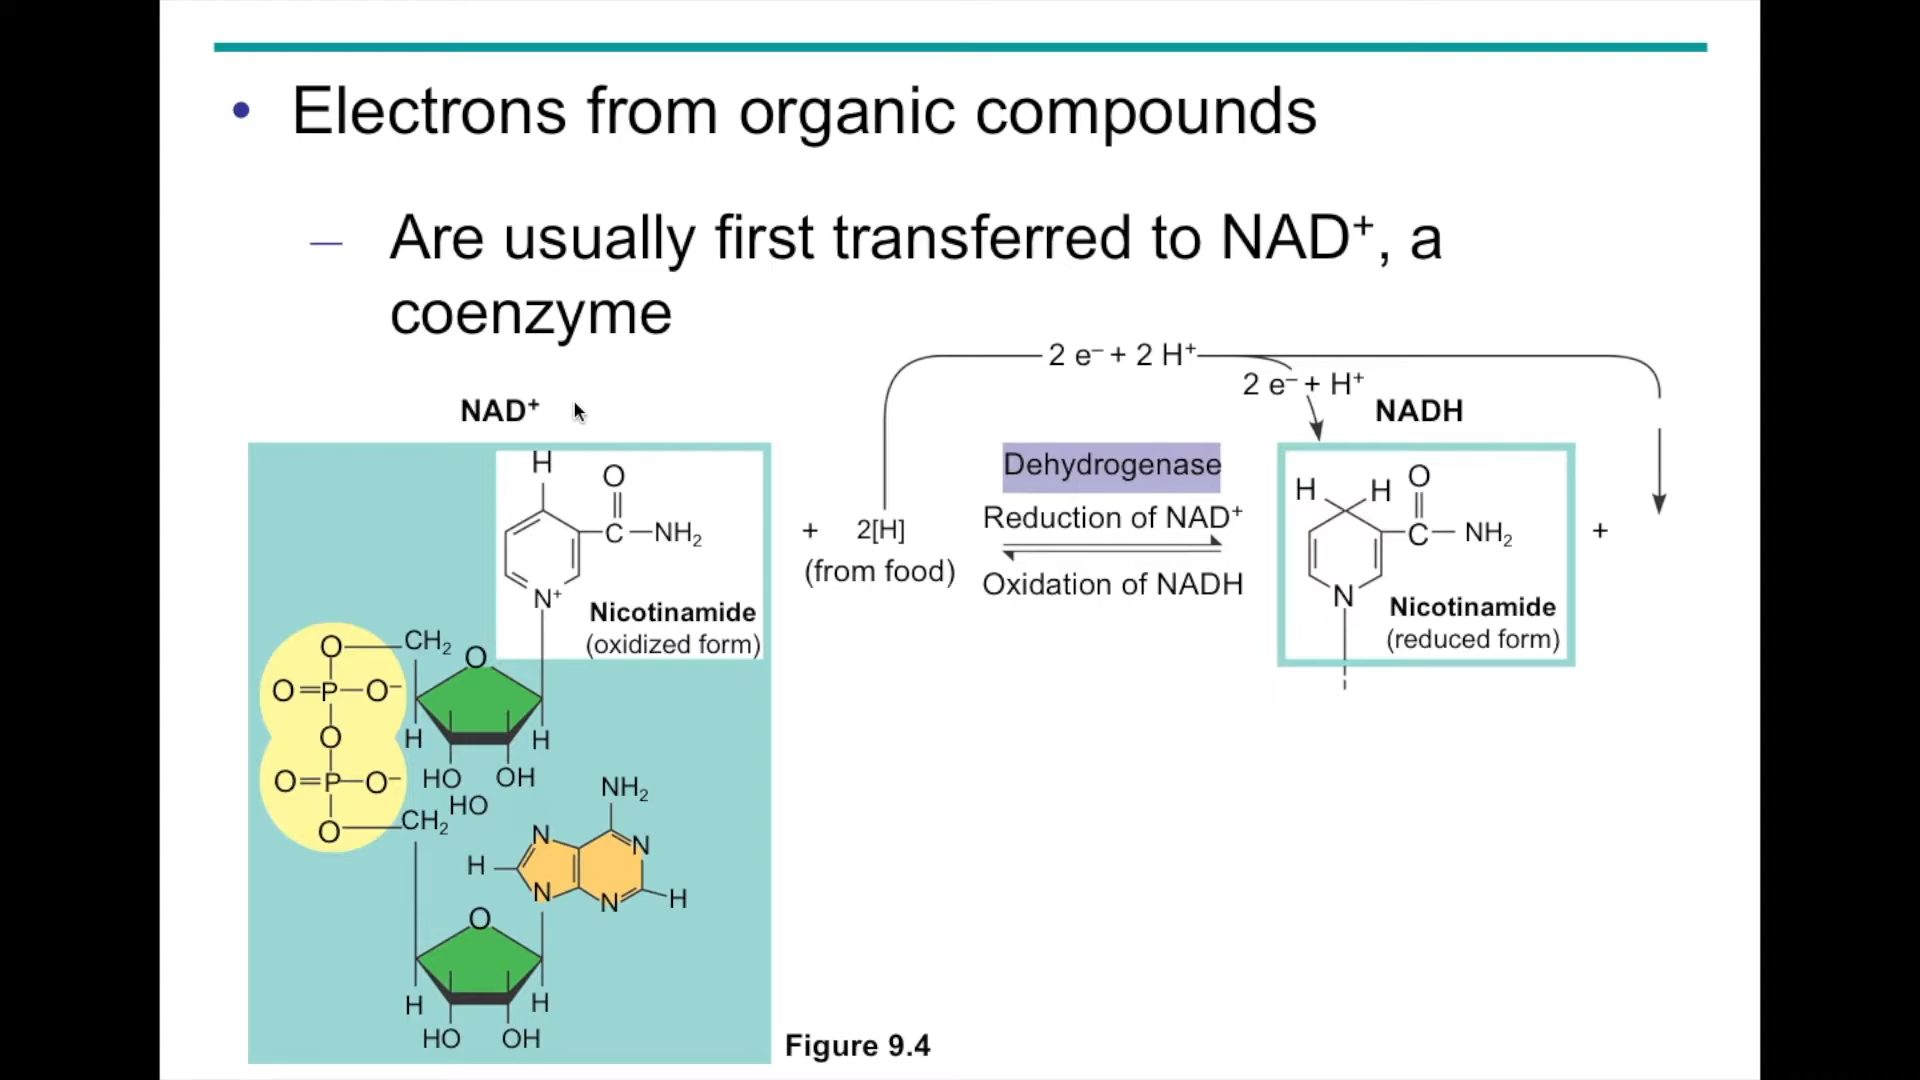 • Electrons from organic compounds
– Are usually first transferred to NAD⁺, a
coenzyme
2 e⁻ + 2 H⁺
2 e⁻ + H⁺
NAD⁺
NADH
Dehydrogenase
Reduction of NAD⁺
Oxidation of NADH
+ 2[H]
(from food)
H
O
C
NH₂
N⁺
Nicotinamide
(oxidized form)
H
H
O
C
NH₂
N
Nicotinamide
(reduced form)
+
O
CH₂
O
O=P–O⁻
O
H
H
HO
OH
O=P–O⁻
HO
O
CH₂
NH₂
N
N
H
N
N
H
O
H
H
HO
OH
Figure 9.4